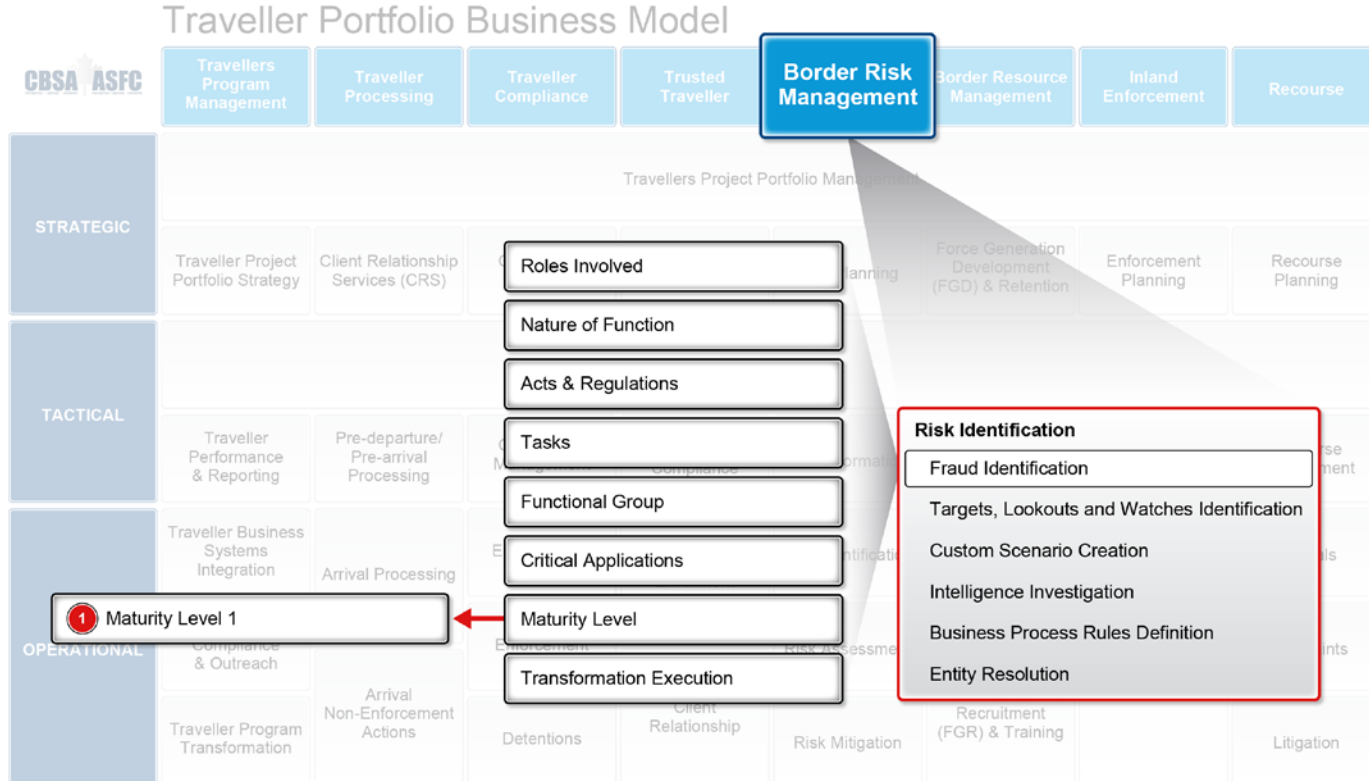 Traveller Portfolio Business Model
CBSA ASFC
Travellers
Program
Management
Traveller
Processing
Traveller
Compliance
Trusted
Traveller
Border Risk
Management
Border Resource
Management
Inland
Enforcement
Recourse
STRATEGIC
Travellers Project Portfolio Management
Traveller Project
Portfolio Strategy
Client Relationship
Services (CRS)
Roles Involved
Force Generation
Development
(FGD) & Retention
Enforcement
Planning
Recourse
Planning
Nature of Function
Acts & Regulations
TACTICAL
Traveller
Performance
& Reporting
Pre-departure/
Pre-arrival
Processing
Tasks
Compliance
Functional Group
Risk Identification
Fraud Identification
Targets, Lookouts and Watches Identification
Custom Scenario Creation
Intelligence Investigation
Business Process Rules Definition
Entity Resolution
OPERATIONAL
Traveller Business
Systems
Integration
Arrival Processing
Critical Applications
1 Maturity Level 1
Maturity Level
Compliance
& Outreach
Enforcement
Transformation Execution
Traveller Program
Transformation
Arrival
Non-Enforcement
Actions
Detentions
Client
Relationship
Risk Mitigation
Recruitment
(FGR) & Training
Litigation